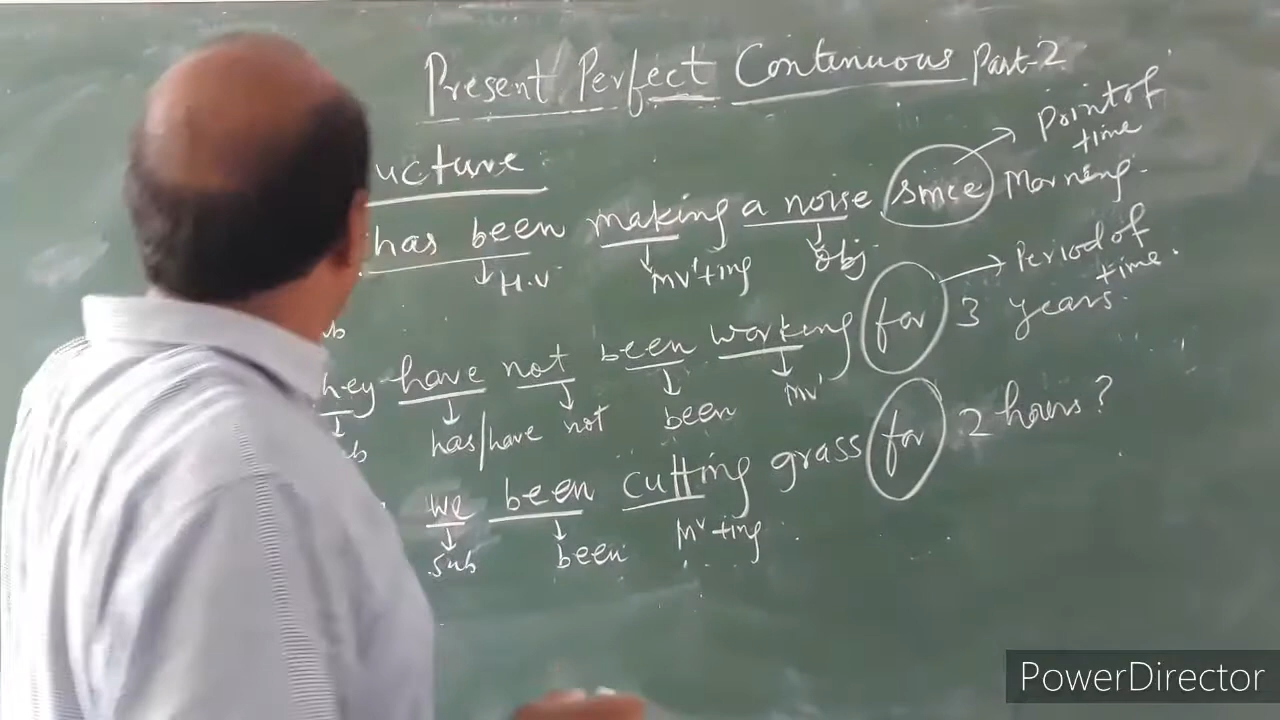 Present Perfect Continuous Part-2
ucture
Point of
time
has been making a noise since Morning.
H.V mv'+ing obj
Period of
time.
ub
hey have not been working for 3 years.
ub has/have not been mv'
we been cutting grass for 2 hours?
sub been mv+ing
PowerDirector